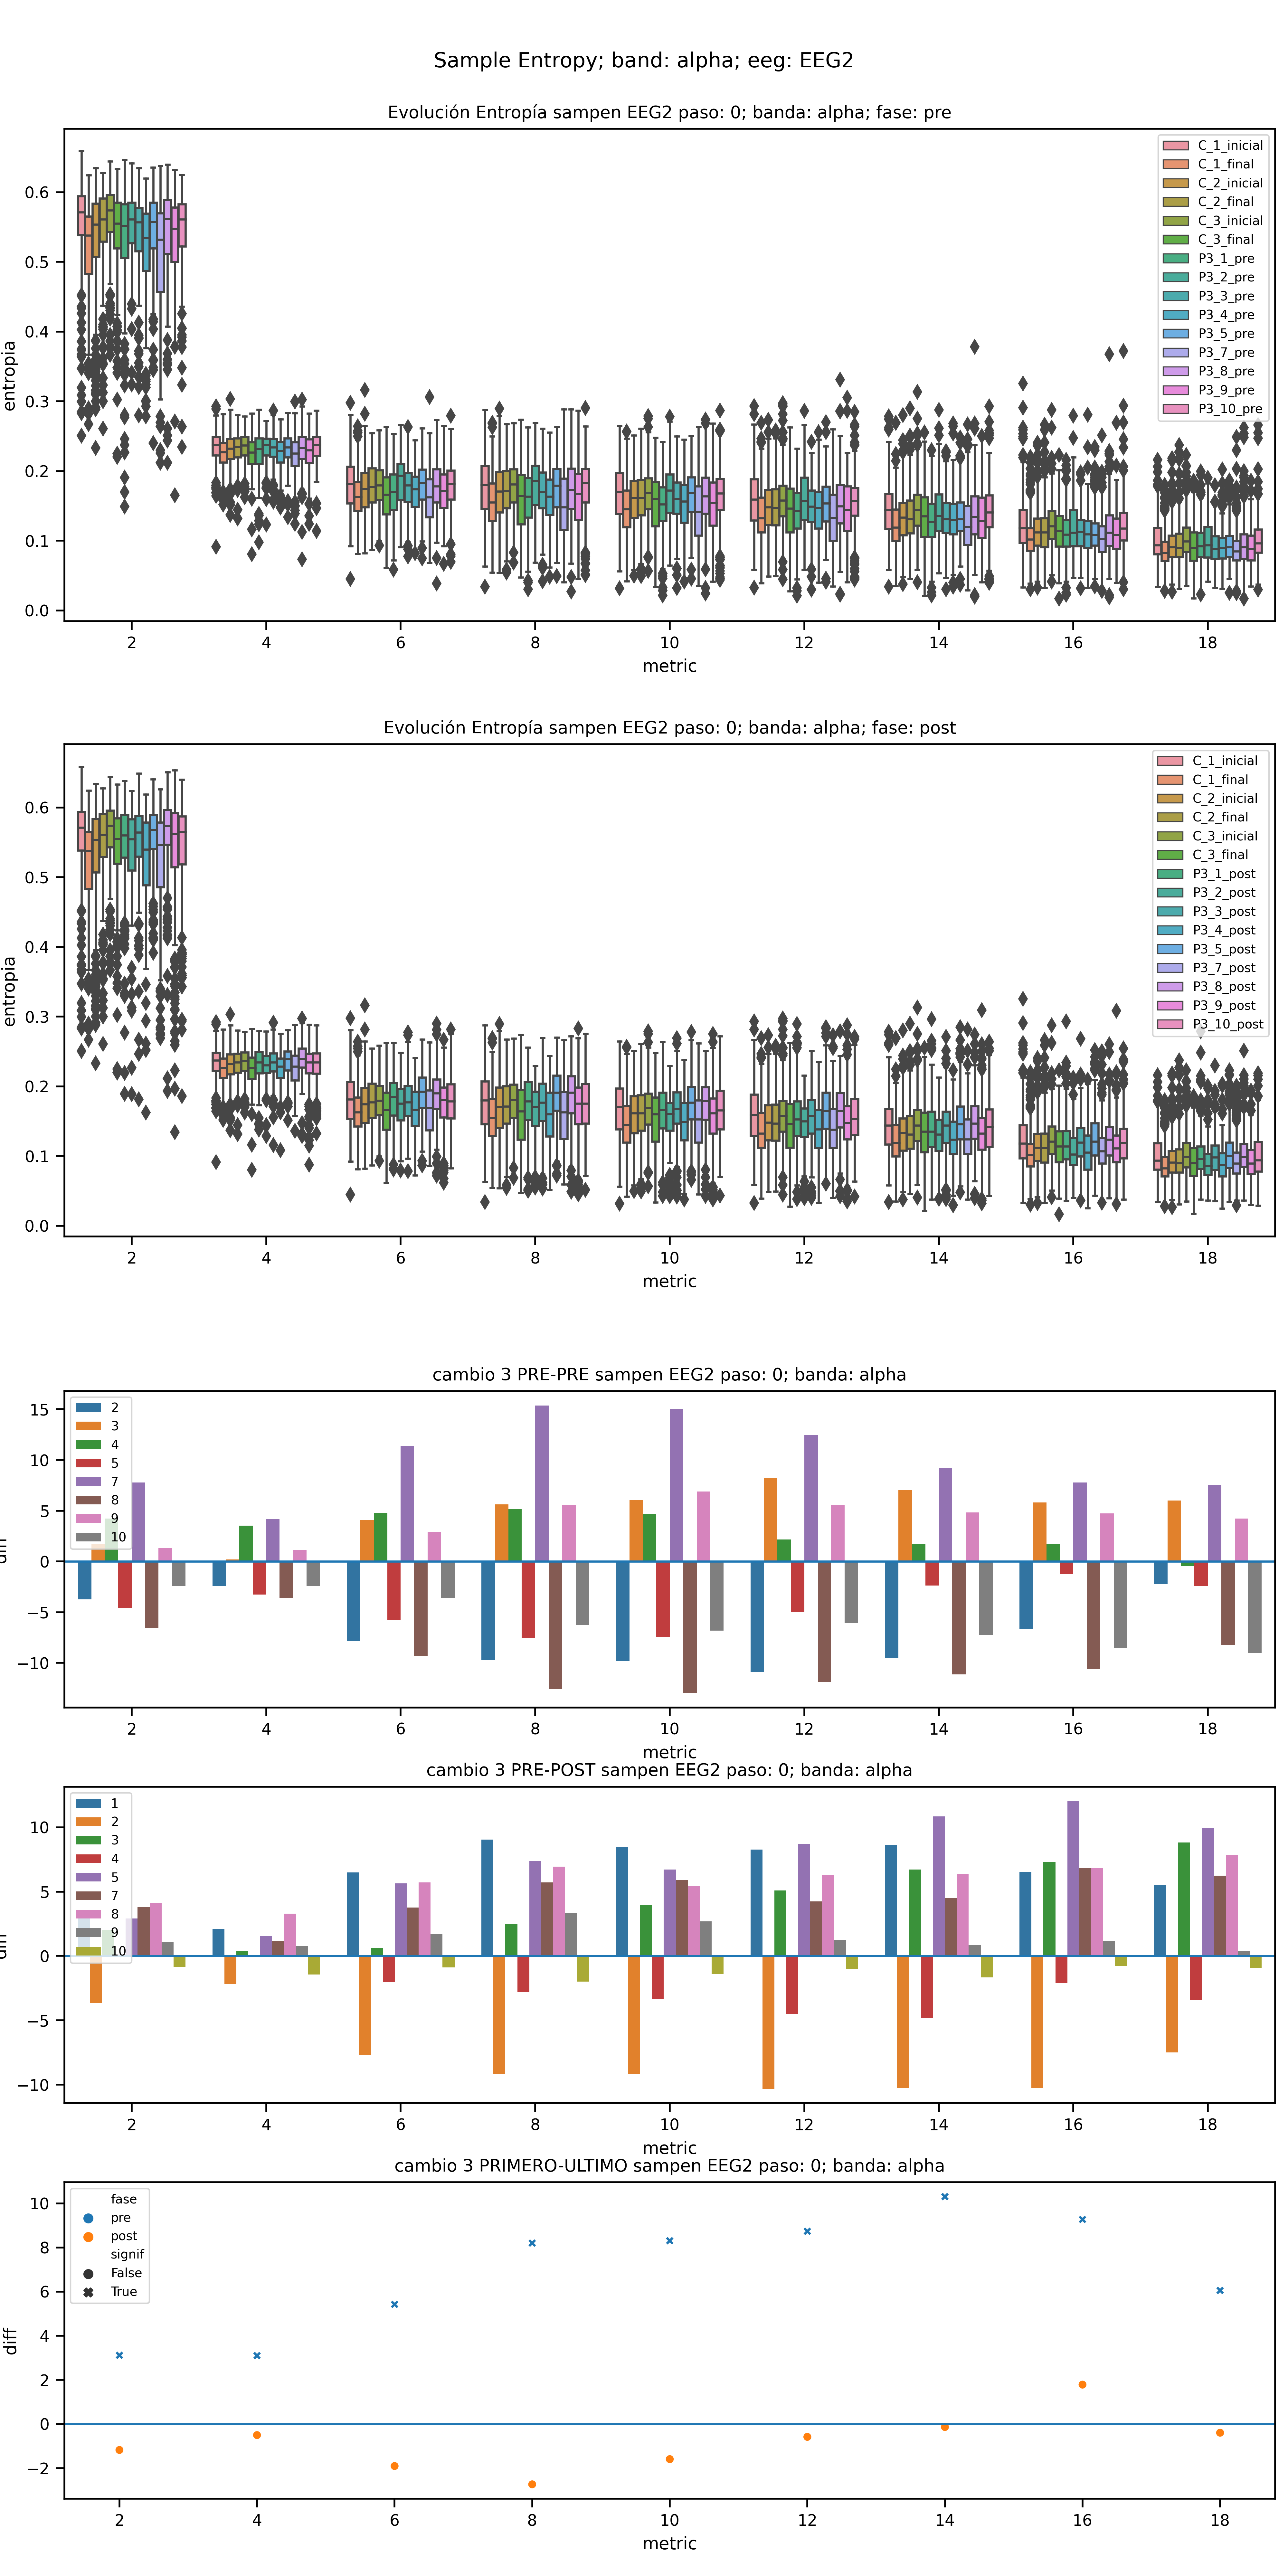 Sample Entropy; band: alpha; eeg: EEG2
Evolución Entropía sampen EEG2 paso: 0; banda: alpha; fase: pre
entropia
0.6
0.5
0.4
0.3
0.2
0.1
0.0
C_1_inicial
C_1_final
C_2_inicial
C_2_final
C_3_inicial
C_3_final
P3_1_pre
P3_2_pre
P3_3_pre
P3_4_pre
P3_5_pre
P3_7_pre
P3_8_pre
P3_9_pre
P3_10_pre
2 4 6 8 10 12 14 16 18
metric
Evolución Entropía sampen EEG2 paso: 0; banda: alpha; fase: post
entropia
0.6
0.5
0.4
0.3
0.2
0.1
0.0
C_1_inicial
C_1_final
C_2_inicial
C_2_final
C_3_inicial
C_3_final
P3_1_post
P3_2_post
P3_3_post
P3_4_post
P3_5_post
P3_7_post
P3_8_post
P3_9_post
P3_10_post
2 4 6 8 10 12 14 16 18
metric
cambio 3 PRE-PRE sampen EEG2 paso: 0; banda: alpha
diff
15
10
5
0
−5
−10
2
3
4
5
7
8
9
10
2 4 6 8 10 12 14 16 18
metric
cambio 3 PRE-POST sampen EEG2 paso: 0; banda: alpha
diff
10
5
0
−5
−10
1
2
3
4
5
7
8
9
10
2 4 6 8 10 12 14 16 18
metric
cambio 3 PRIMERO-ULTIMO sampen EEG2 paso: 0; banda: alpha
diff
10
8
6
4
2
0
−2
fase
pre
post
signif
False
True
2 4 6 8 10 12 14 16 18
metric